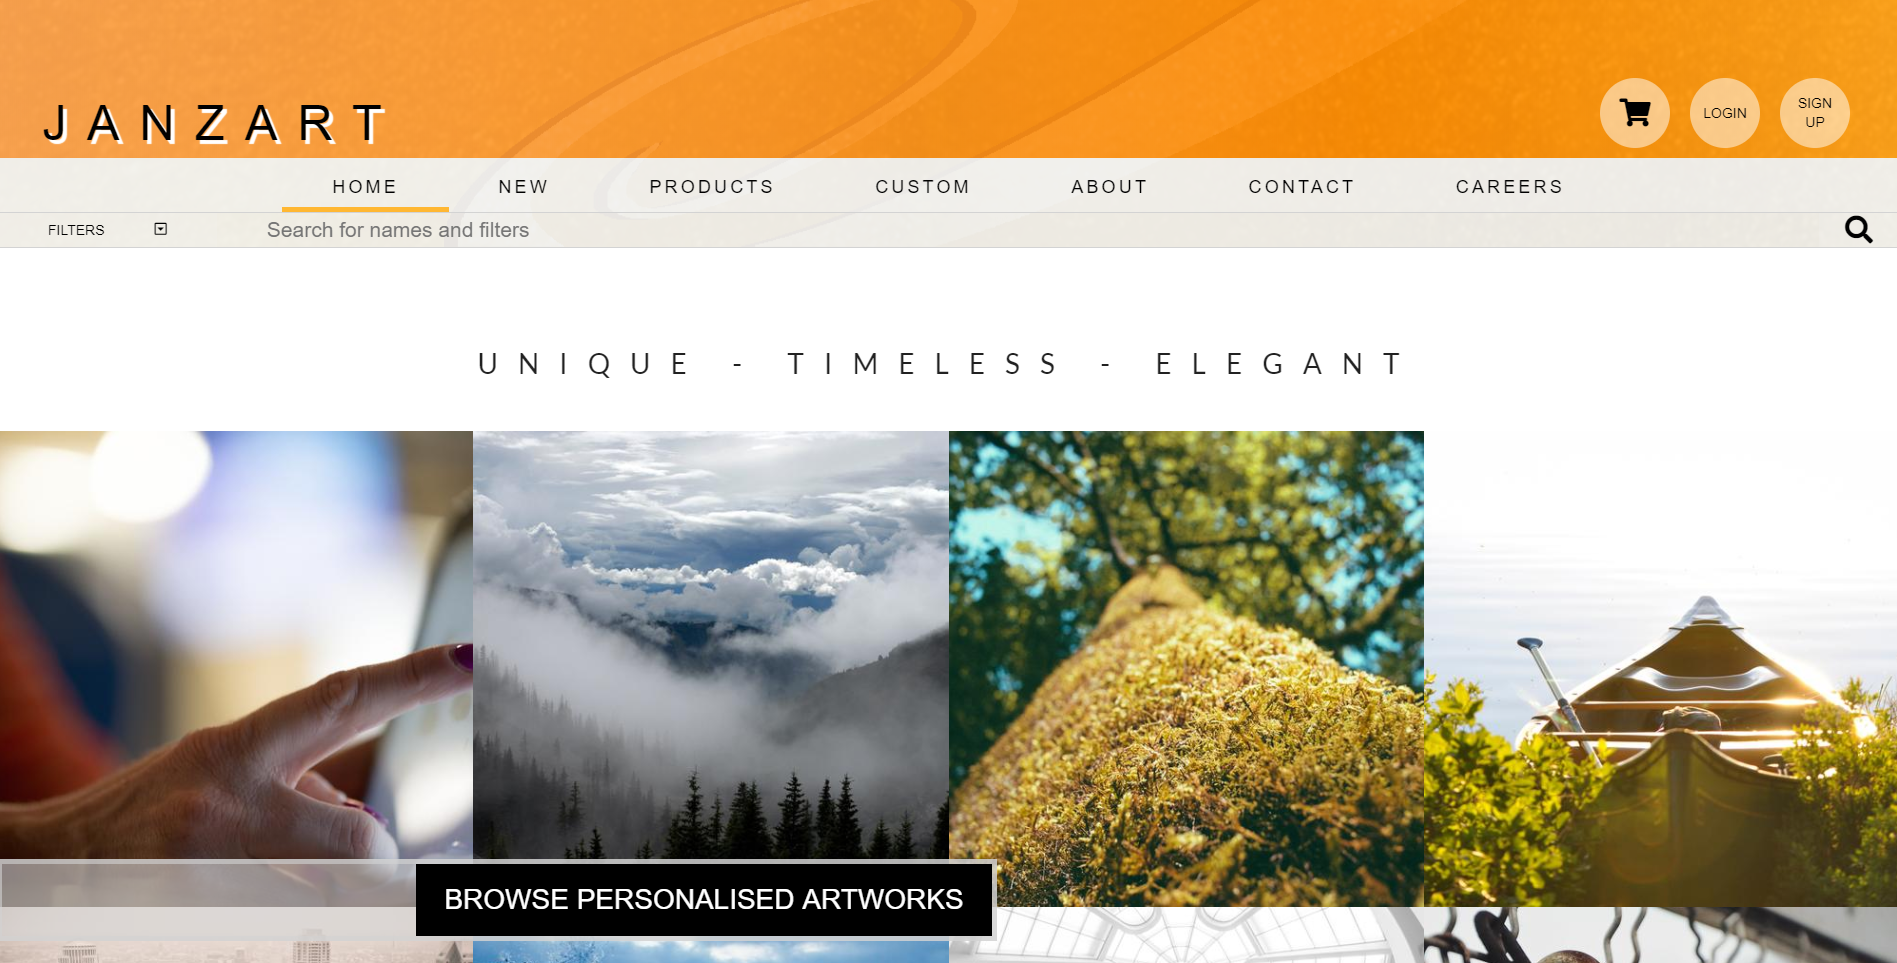 JANZART
LOGIN
SIGN
UP
HOME NEW PRODUCTS CUSTOM ABOUT CONTACT CAREERS
FILTERS Search for names and filters
UNIQUE - TIMELESS - ELEGANT
BROWSE PERSONALISED ARTWORKS